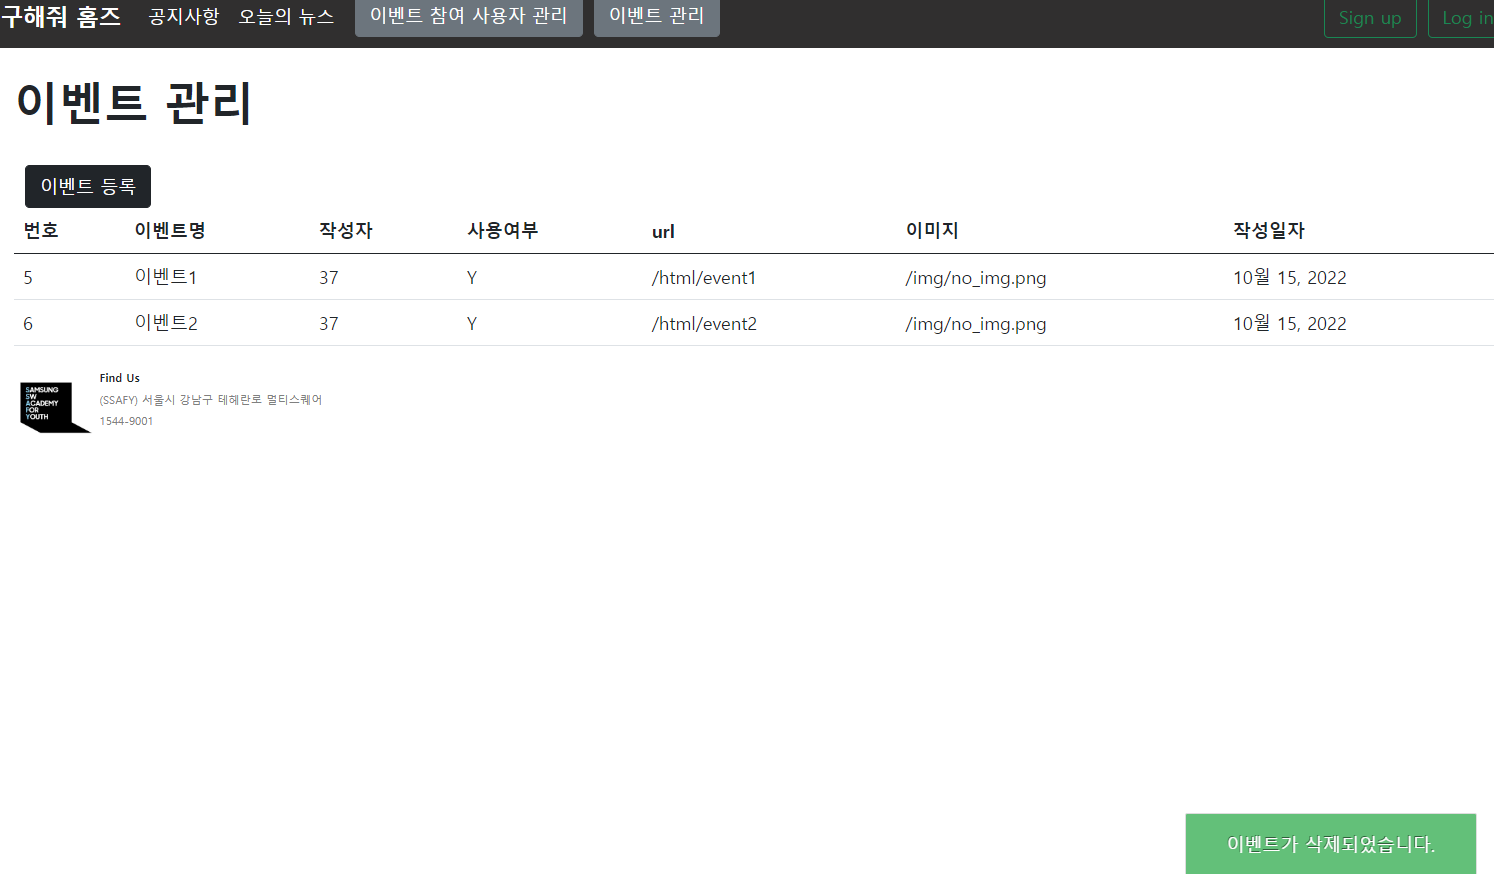 구해줘 홈즈 공지사항 오늘의 뉴스 이벤트 참여 사용자 관리 이벤트 관리 Sign up Log in
이벤트 관리
이벤트 등록
번호 이벤트명 작성자 사용여부 url 이미지 작성일자
5 이벤트1 37 Y /html/event1 /img/no_img.png 10월 15, 2022
6 이벤트2 37 Y /html/event2 /img/no_img.png 10월 15, 2022
SAMSUNG
SW
ACADEMY
FOR
YOUTH
Find Us
(SSAFY) 서울시 강남구 테헤란로 멀티스퀘어
1544-9001
이벤트가 삭제되었습니다.